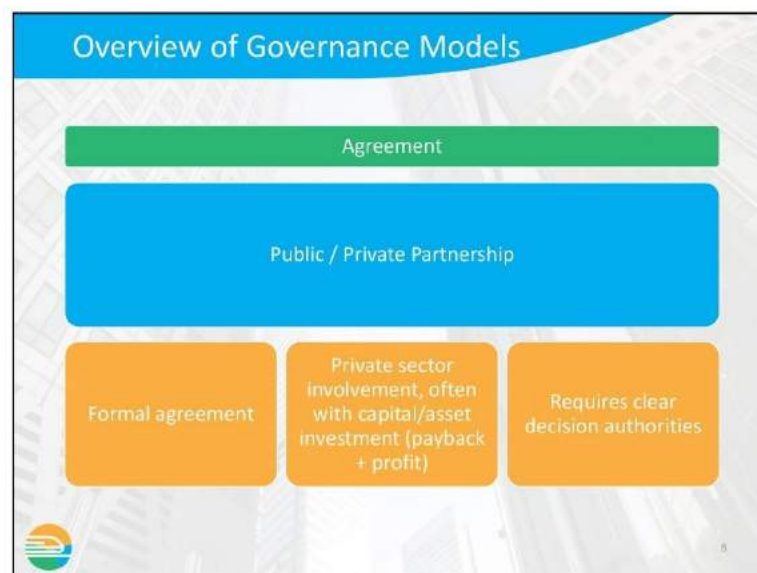 Overview of Governance Models
Agreement
Public / Private Partnership
Formal agreement
Private sector
involvement, often
with capital/asset
investment (payback
+ profit)
Requires clear
decision authorities
8